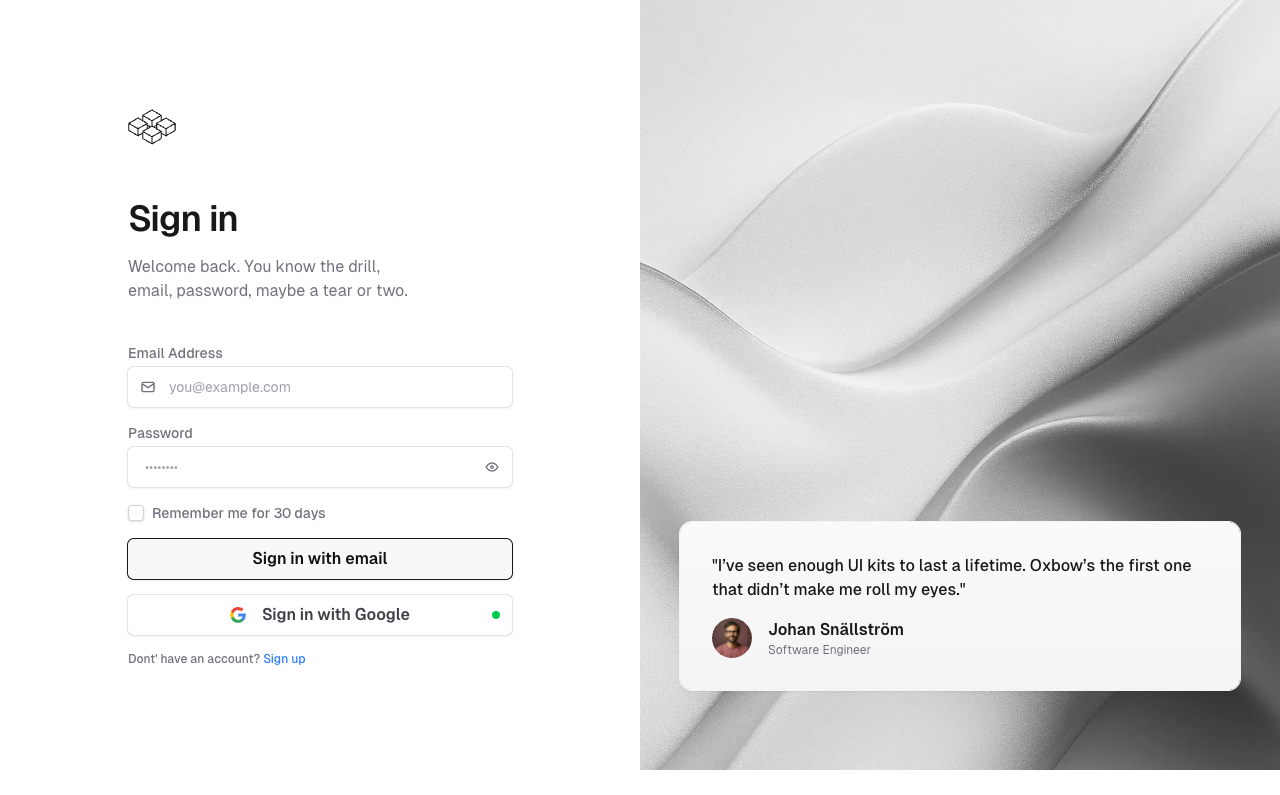 Sign in
Welcome back. You know the drill,
email, password, maybe a tear or two.
Email Address
you@example.com
Password
••••••••
Remember me for 30 days
Sign in with email
Sign in with Google
Dont' have an account? Sign up
"I’ve seen enough UI kits to last a lifetime. Oxbow’s the first one
that didn’t make me roll my eyes."
Johan Snällström
Software Engineer